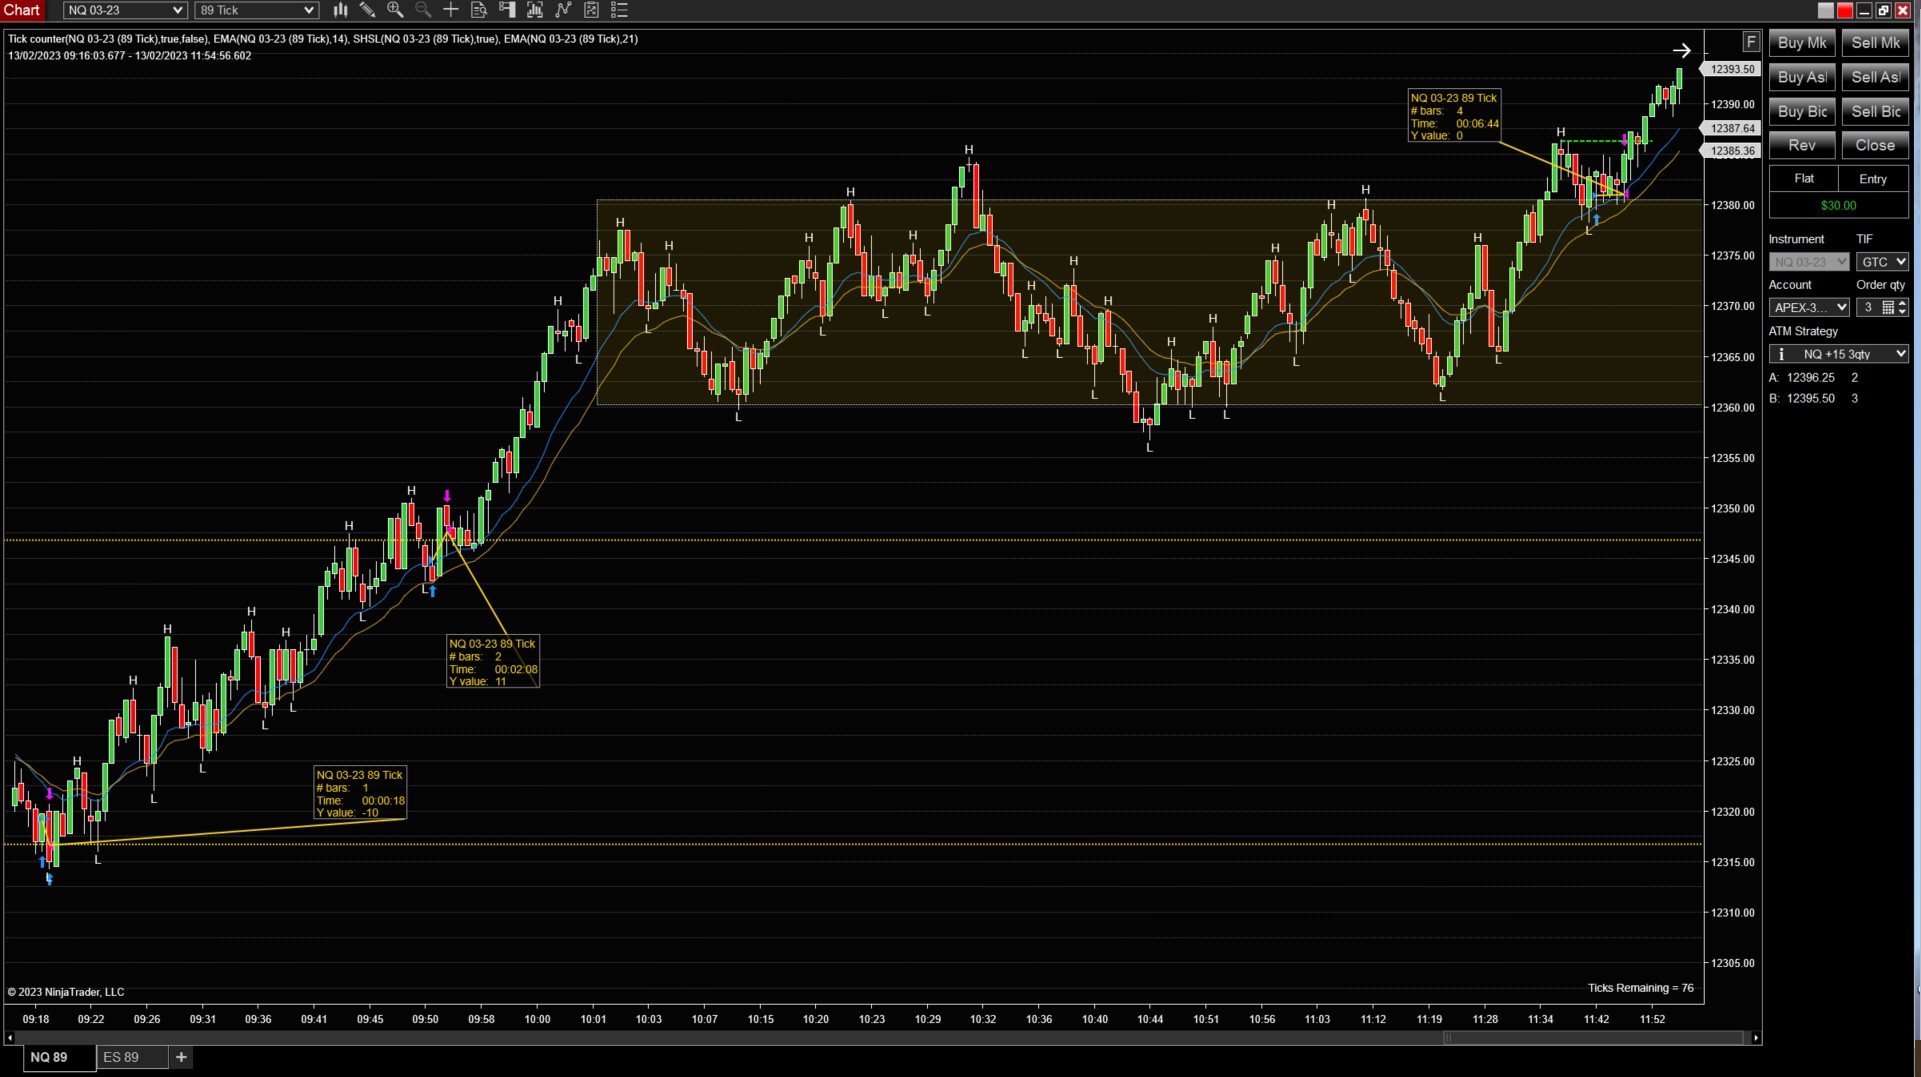 Chart NQ 03-23 89 Tick
Tick counter(NQ 03-23 (89 Tick),true,false), EMA(NQ 03-23 (89 Tick),14), SHSL(NQ 03-23 (89 Tick),true), EMA(NQ 03-23 (89 Tick),21)
13/02/2023 09:16:03.677 - 13/02/2023 11:54:56.602
F
12393.50
12390.00
12387.64
12385.36
12380.00
12375.00
12370.00
12365.00
12360.00
12355.00
12350.00
12345.00
12340.00
12335.00
12330.00
12325.00
12320.00
12315.00
12310.00
12305.00
NQ 03-23 89 Tick
# bars: 4
Time: 00:06:44
Y value: 0
NQ 03-23 89 Tick
# bars: 2
Time: 00:02:08
Y value: 11
NQ 03-23 89 Tick
# bars: 1
Time: 00:00:18
Y value: -10
H H H H H H H H H H H H H H H H H H H H H H H H H H
L L L L L L L L L L L L L L L L L L L L L L L L L
© 2023 NinjaTrader, LLC
Ticks Remaining = 76
09:18 09:22 09:26 09:31 09:36 09:41 09:45 09:50 09:58 10:00 10:01 10:03 10:07 10:15 10:20 10:23 10:29 10:32 10:36 10:40 10:44 10:51 10:56 11:03 11:12 11:19 11:28 11:34 11:42 11:52
NQ 89 ES 89 +
Buy Mk Sell Mk
Buy Asl Sell Asl
Buy Bic Sell Bic
Rev Close
Flat Entry
$30.00
Instrument TIF
NQ 03-23 GTC
Account Order qty
APEX-3... 3
ATM Strategy
i NQ +15 3qty
A: 12396.25 2
B: 12395.50 3